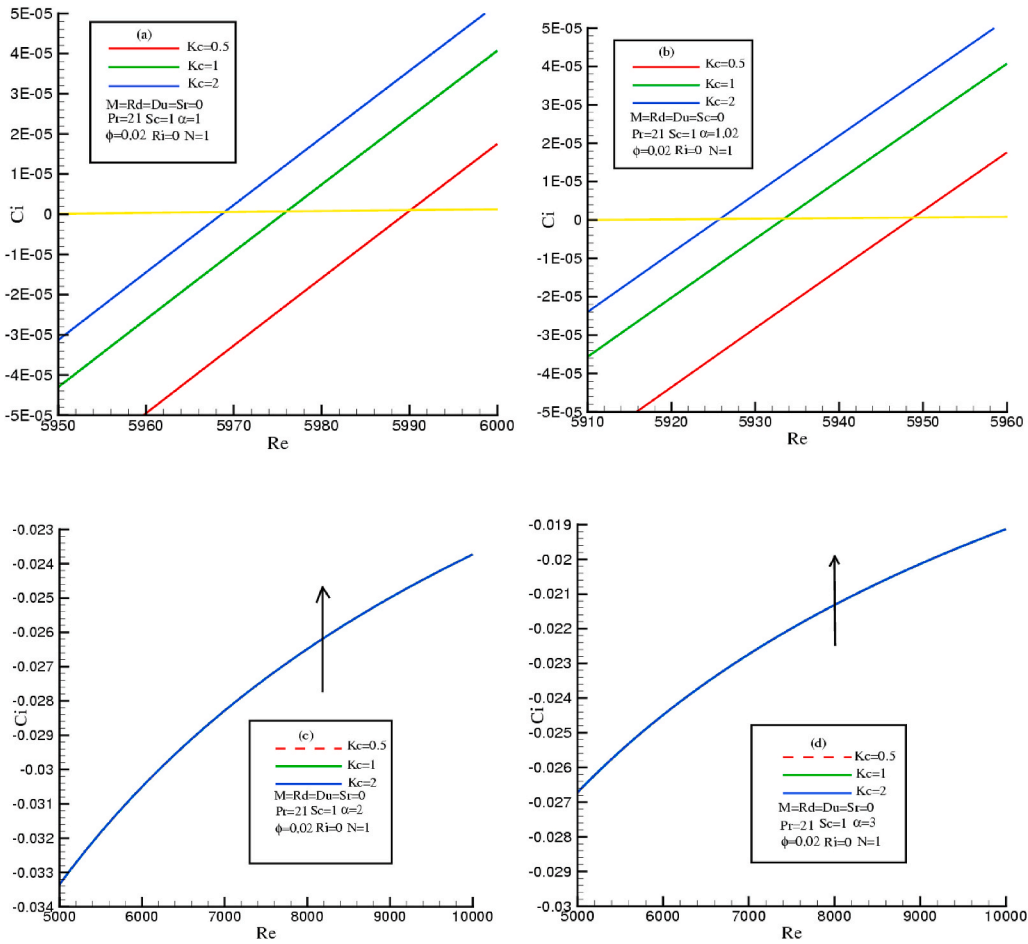 5E-05
4E-05
3E-05
2E-05
1E-05
0
-1E-05
-2E-05
-3E-05
-4E-05
-5E-05
Ci
5950 5960 5970 5980 5990 6000
Re
(a)
Kc=0.5
Kc=1
Kc=2
M=Rd=Du=Sr=0
Pr=21 Sc=1 α=1
ϕ=0.02 Ri=0 N=1
5E-05
4E-05
3E-05
2E-05
1E-05
0
-1E-05
-2E-05
-3E-05
-4E-05
-5E-05
Ci
5910 5920 5930 5940 5950 5960
Re
(b)
Kc=0.5
Kc=1
Kc=2
M=Rd=Du=Sc=0
Pr=21 Sc=1 α=1.02
ϕ=0.02 Ri=0 N=1
-0.023
-0.024
-0.025
-0.026
-0.027
-0.028
-0.029
-0.03
-0.031
-0.032
-0.033
-0.034
Ci
5000 6000 7000 8000 9000 10000
Re
(c)
Kc=0.5
Kc=1
Kc=2
M=Rd=Du=Sr=0
Pr=21 Sc=1 α=2
ϕ=0.02 Ri=0 N=1
-0.019
-0.02
-0.021
-0.022
-0.023
-0.024
-0.025
-0.026
-0.027
-0.028
-0.029
-0.03
Ci
5000 6000 7000 8000 9000 10000
Re
(d)
Kc=0.5
Kc=1
Kc=2
M=Rd=Du=Sr=0
Pr=21 Sc=1 α=3
ϕ=0.02 Ri=0 N=1